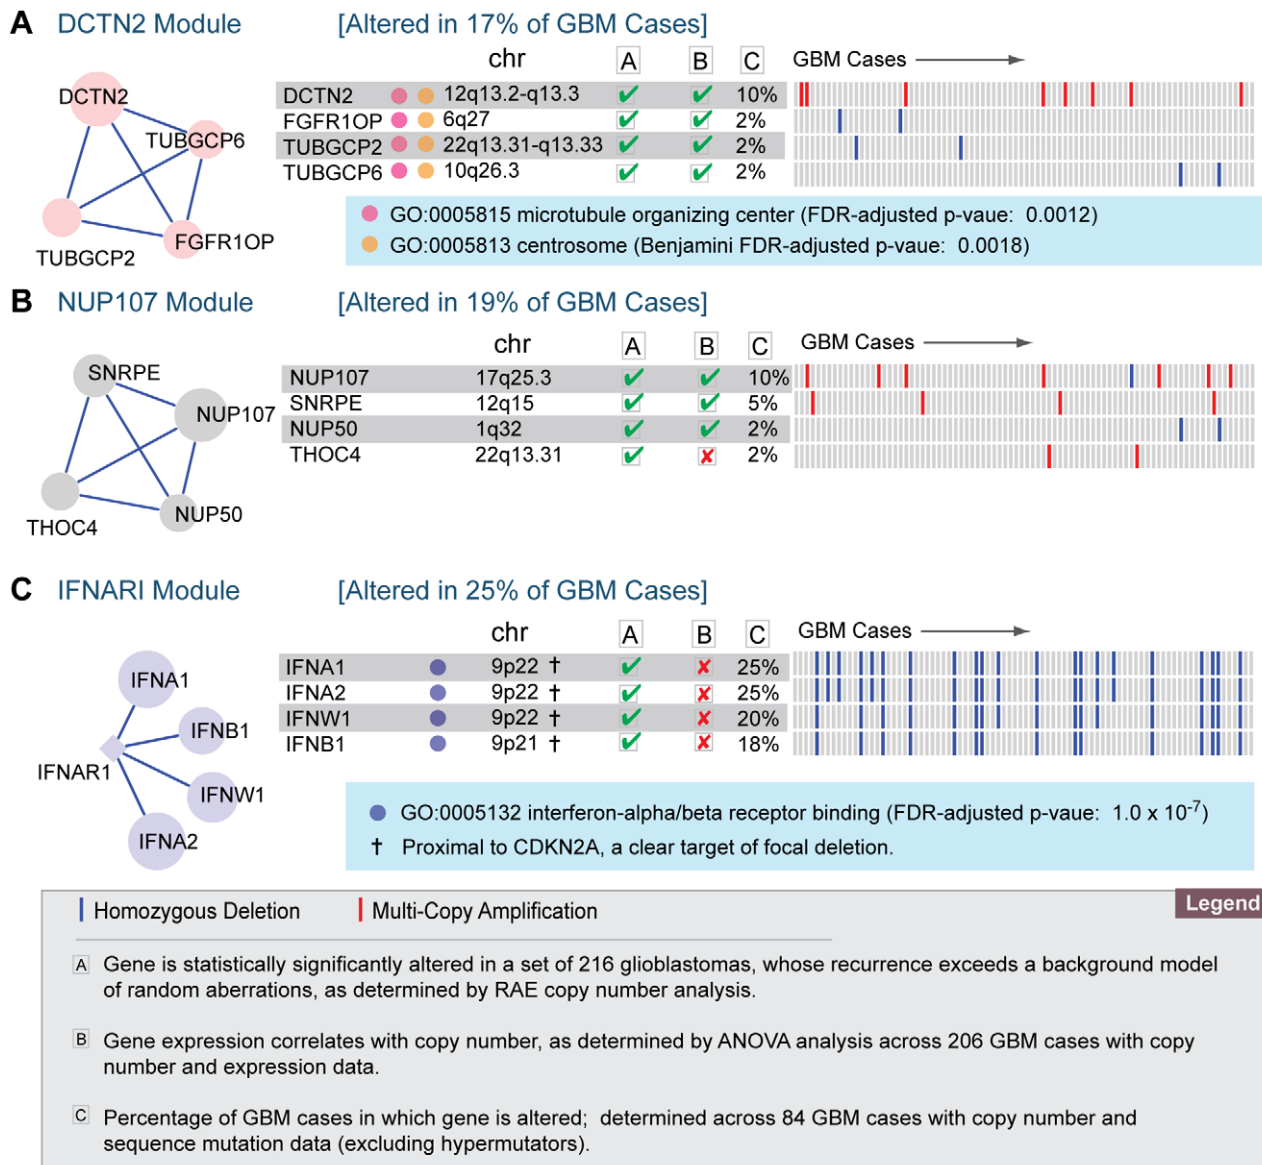 A DCTN2 Module [Altered in 17% of GBM Cases]
chr A B C GBM Cases
DCTN2
TUBGCP6
TUBGCP2
FGFR1OP
DCTN2 12q13.2-q13.3 ✔ ✔ 10%
FGFR1OP 6q27 ✔ ✔ 2%
TUBGCP2 22q13.31-q13.33 ✔ ✔ 2%
TUBGCP6 10q26.3 ✔ ✔ 2%
GO:0005815 microtubule organizing center (FDR-adjusted p-vaue: 0.0012)
GO:0005813 centrosome (Benjamini FDR-adjusted p-vaue: 0.0018)
B NUP107 Module [Altered in 19% of GBM Cases]
chr A B C GBM Cases
SNRPE
NUP107
THOC4
NUP50
NUP107 17q25.3 ✔ ✔ 10%
SNRPE 12q15 ✔ ✔ 5%
NUP50 1q32 ✔ ✔ 2%
THOC4 22q13.31 ✔ ✘ 2%
C IFNARI Module [Altered in 25% of GBM Cases]
chr A B C GBM Cases
IFNA1
IFNB1
IFNAR1
IFNW1
IFNA2
IFNA1 9p22 † ✔ ✘ 25%
IFNA2 9p22 † ✔ ✘ 25%
IFNW1 9p22 † ✔ ✘ 20%
IFNB1 9p21 † ✔ ✘ 18%
GO:0005132 interferon-alpha/beta receptor binding (FDR-adjusted p-vaue: 1.0 x 10⁻⁷)
† Proximal to CDKN2A, a clear target of focal deletion.
Legend
Homozygous Deletion Multi-Copy Amplification
A Gene is statistically significantly altered in a set of 216 glioblastomas, whose recurrence exceeds a background model
of random aberrations, as determined by RAE copy number analysis.
B Gene expression correlates with copy number, as determined by ANOVA analysis across 206 GBM cases with copy
number and expression data.
C Percentage of GBM cases in which gene is altered; determined across 84 GBM cases with copy number and
sequence mutation data (excluding hypermutators).